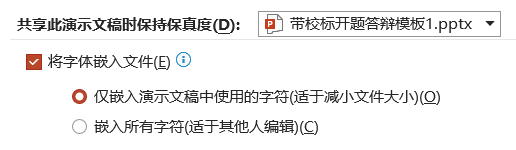 共享此演示文稿时保持保真度(D): 带校标开题答辩模板1.pptx
将字体嵌入文件(E)
仅嵌入演示文稿中使用的字符(适于减小文件大小)(O)
嵌入所有字符(适于其他人编辑)(C)